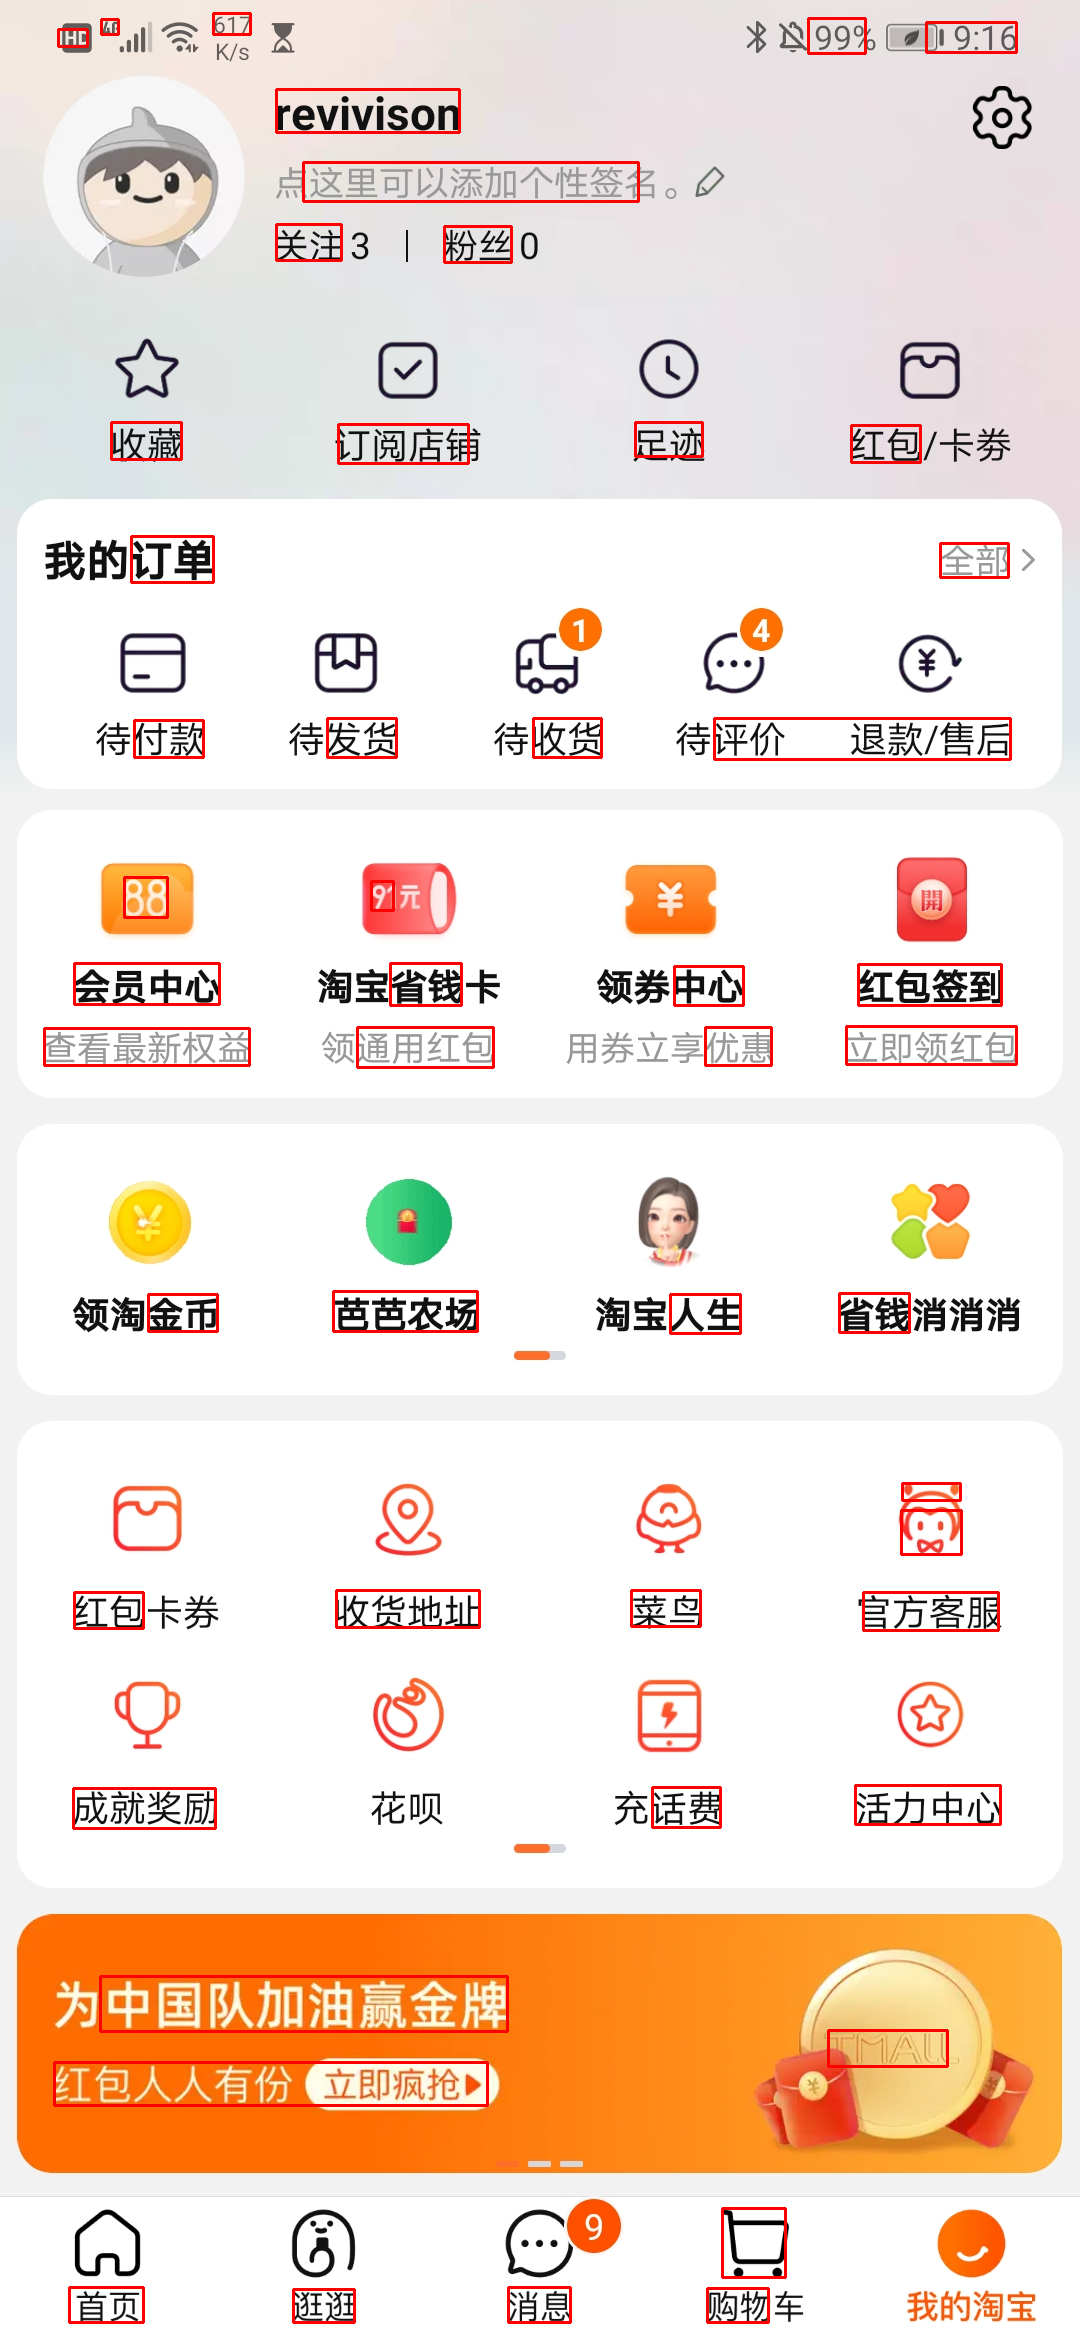 HD 4G 617 K/s 99% 9:16
revivison
点这里可以添加个性签名。
关注 3 | 粉丝 0
收藏 订阅店铺 足迹 红包/卡券
我的订单 全部
1 4
待付款 待发货 待收货 待评价 退款/售后
88 91元 ¥ 開
会员中心 淘宝省钱卡 领券中心 红包签到
查看最新权益 领通用红包 用券立享优惠 立即领红包
¥
领淘金币 芭芭农场 淘宝人生 省钱消消消
红包卡券 收货地址 菜鸟 官方客服
成就奖励 花呗 充话费 活力中心
为中国队加油赢金牌
TMALL
红包人人有份 立即疯抢
9
首页 逛逛 消息 购物车 我的淘宝